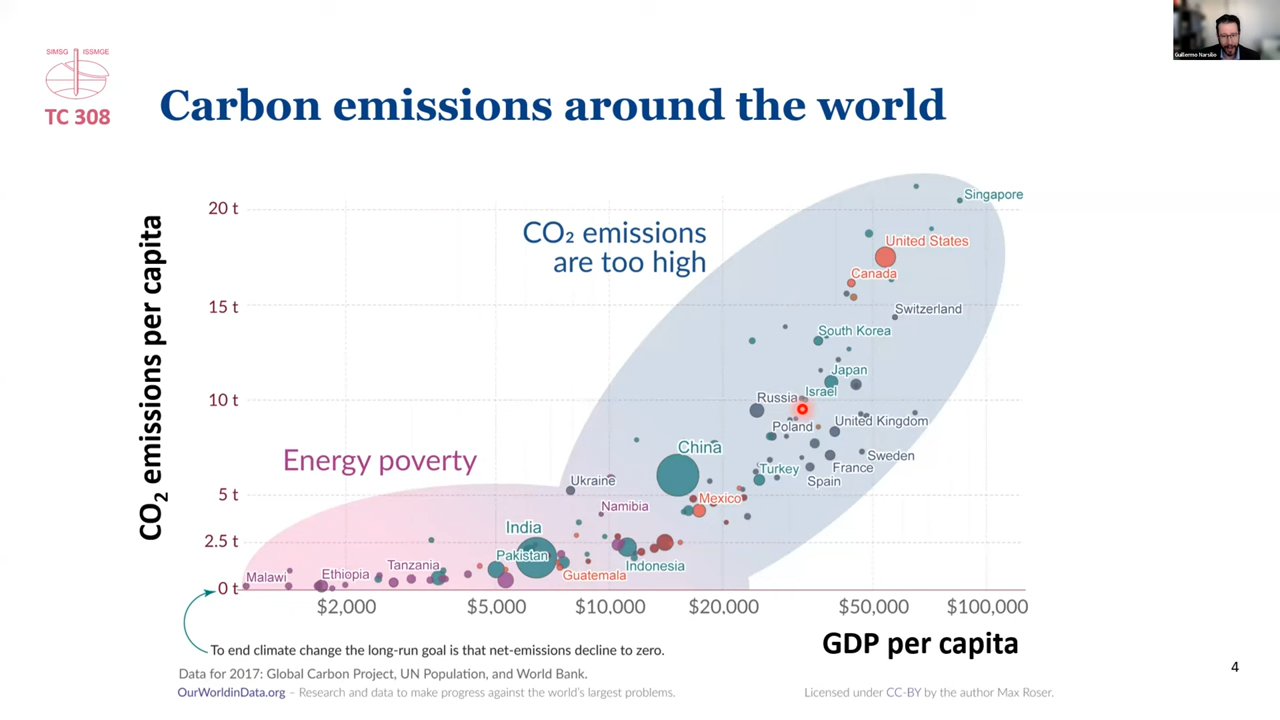 SIMSG ISSMGE
TC 308
Guillermo Narsilio
Carbon emissions around the world
CO₂ emissions per capita
20 t
15 t
10 t
5 t
2.5 t
0 t
CO₂ emissions
are too high
Energy poverty
Singapore
United States
Canada
Switzerland
South Korea
Japan
Israel
Russia
Poland
United Kingdom
China
Sweden
Turkey
France
Spain
Ukraine
Mexico
Namibia
India
Pakistan
Indonesia
Guatemala
Tanzania
Ethiopia
Malawi
$2,000
$5,000
$10,000
$20,000
$50,000
$100,000
GDP per capita
To end climate change the long-run goal is that net-emissions decline to zero.
Data for 2017: Global Carbon Project, UN Population, and World Bank.
OurWorldinData.org – Research and data to make progress against the world's largest problems.
Licensed under CC-BY by the author Max Roser.
4